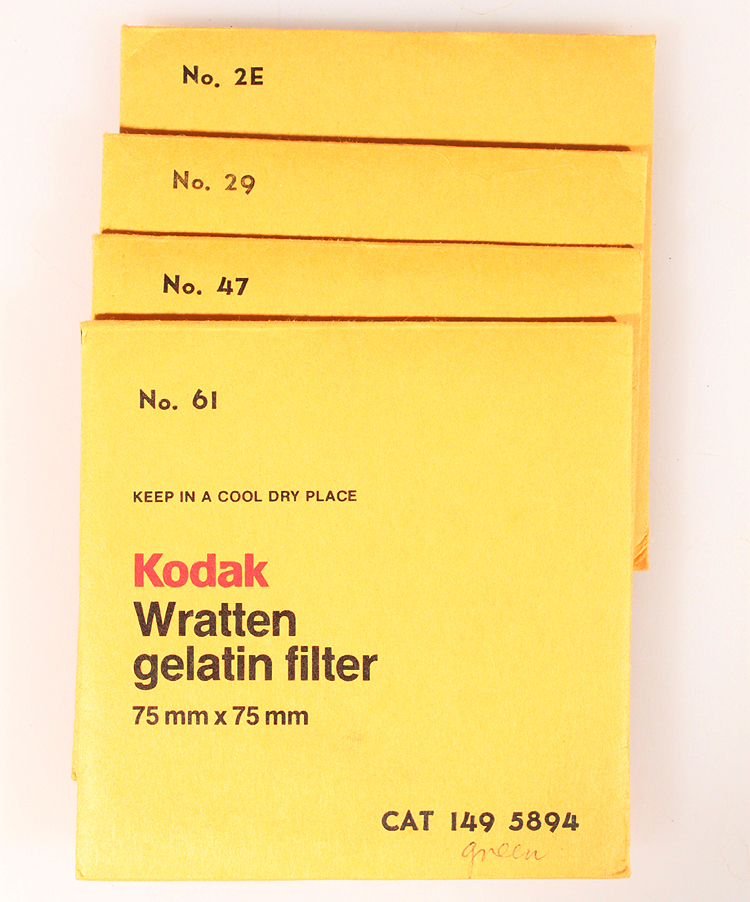 No. 2E
No. 29
No. 47
No. 61
KEEP IN A COOL DRY PLACE
Kodak
Wratten
gelatin filter
75 mm x 75 mm
CAT 149 5894
green